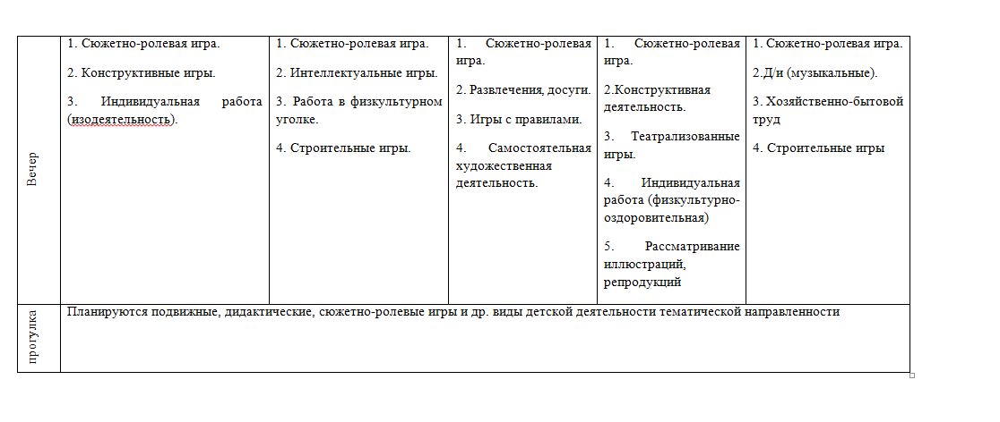 Вечер
1. Сюжетно-ролевая игра.
2. Конструктивные игры.
3. Индивидуальная работа
(изодеятельность).
1. Сюжетно-ролевая игра.
2. Интеллектуальные игры.
3. Работа в физкультурном
уголке.
4. Строительные игры.
1. Сюжетно-ролевая
игра.
2. Развлечения, досуги.
3. Игры с правилами.
4. Самостоятельная
художественная
деятельность.
1. Сюжетно-ролевая
игра.
2.Конструктивная
деятельность.
3. Театрализованные
игры.
4. Индивидуальная
работа (физкультурно-
оздоровительная)
5. Рассматривание
иллюстраций,
репродукций
1. Сюжетно-ролевая игра.
2.Д/и (музыкальные).
3. Хозяйственно-бытовой
труд
4. Строительные игры
прогулка
Планируются подвижные, дидактические, сюжетно-ролевые игры и др. виды детской деятельности тематической направленности